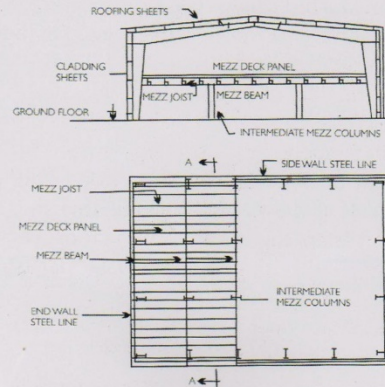 ROOFING SHEETS
CLADDING
SHEETS
MEZZ DECK PANEL
MEZZ JOIST
MEZZ BEAM
GROUND FLOOR
INTERMEDIATE MEZZ COLUMNS
A
SIDE WALL STEEL LINE
MEZZ JOIST
MEZZ DECK PANEL
MEZZ BEAM
INTERMEDIATE
MEZZ COLUMNS
END WALL
STEEL LINE
A